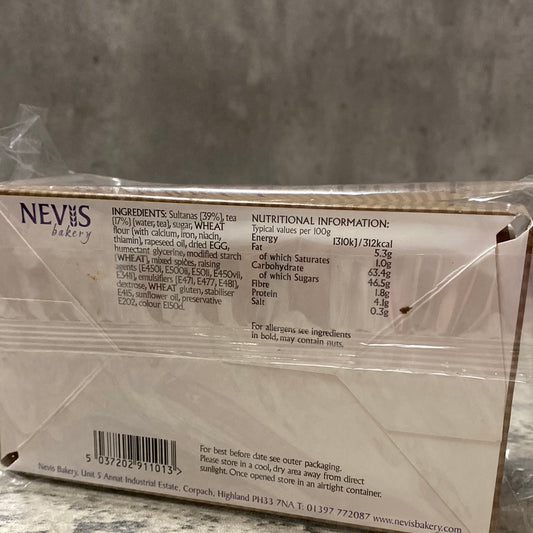 NEVIS
bakery
INGREDIENTS: Sultanas (39%), tea
(17%) (water, tea), sugar, WHEAT
flour (with calcium, iron, niacin,
thiamin), rapeseed oil, dried EGG,
humectant glycerine, modified starch
(WHEAT), mixed spices, raising
agents (E450i, E500ii, E501i, E450vii,
E341i), emulsifiers (E471, E477, E481),
dextrose, WHEAT gluten, stabiliser
E415, sunflower oil, preservative
E202, colour E150d.
NUTRITIONAL INFORMATION:
Typical values per 100g
Energy 1310kJ/312kcal
Fat 5.3g
of which Saturates 1.0g
Carbohydrate 63.4g
of which Sugars 46.5g
Fibre 1.8g
Protein 4.1g
Salt 0.3g
For allergens see ingredients
in bold, may contain nuts.
5 037202 911013 >
For best before date see outer packaging.
Please store in a cool, dry area away from direct
sunlight. Once opened store in an airtight container.
Nevis Bakery, Unit 5 Annat Industrial Estate, Corpach, Highland PH33 7NA T. 01397 772087 www.nevisbakery.com